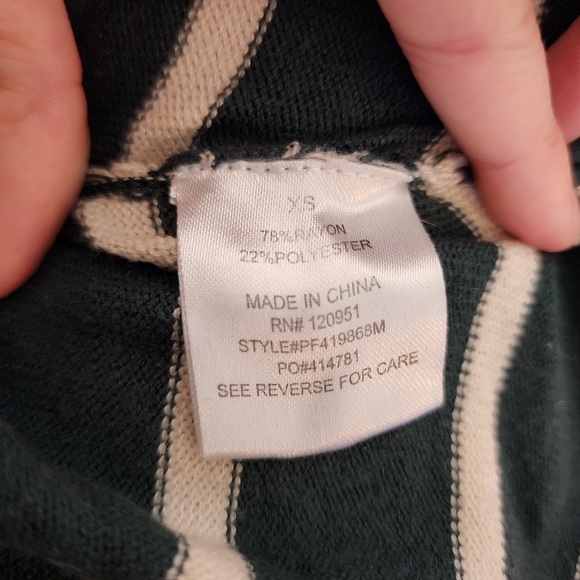 XS
78%RAYON
22%POLYESTER
MADE IN CHINA
RN# 120951
STYLE#PF419868M
PO#414781
SEE REVERSE FOR CARE